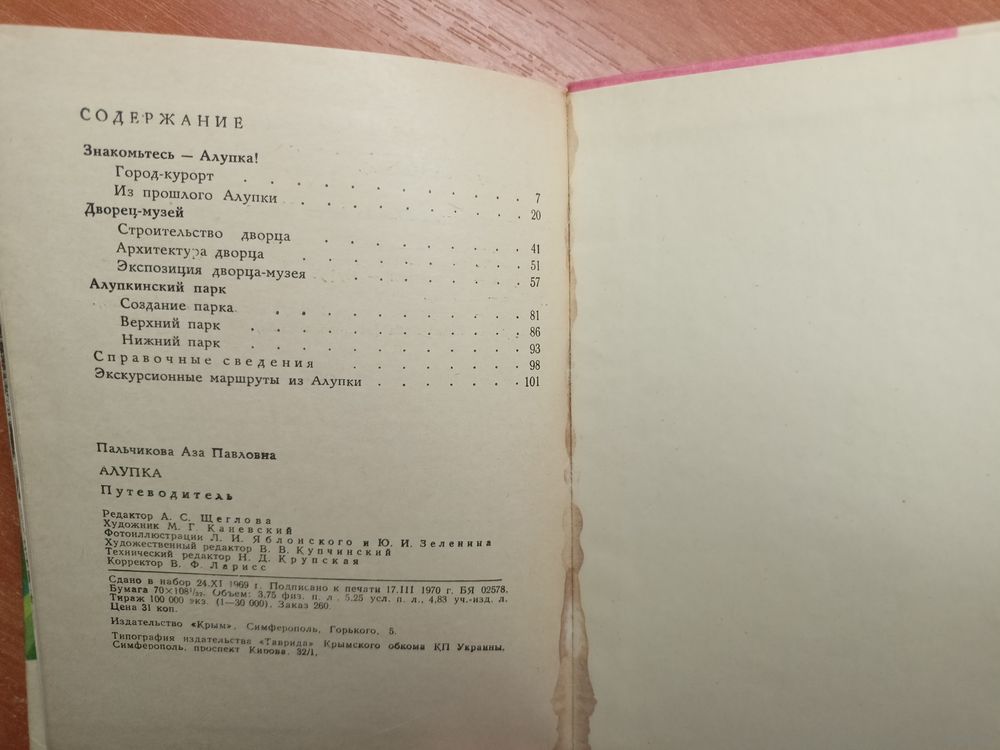 СОДЕРЖАНИЕ
Знакомьтесь — Алупка!
Город-курорт . . . . . . . . . 7
Из прошлого Алупки . . . . . . . . 20
Дворец-музей
Строительство дворца . . . . . . . 41
Архитектура дворца . . . . . . . . 51
Экспозиция дворца-музея . . . . . . . 57
Алупкинский парк
Создание парка . . . . . . . . 81
Верхний парк . . . . . . . . . 86
Нижний парк . . . . . . . . . 93
Справочные сведения . . . . . . . 98
Экскурсионные маршруты из Алупки . . . . . . . 101
Пальчикова Аза Павловна
АЛУПКА
Путеводитель
Редактор А. С. Щеглова
Художник М. Г. Каневский
Фотоиллюстрации Л. И. Яблонского и Ю. И. Зеленина
Художественный редактор В. В. Купчинский
Технический редактор Н. Д. Крупская
Корректор В. Ф. Ларисс
Сдано в набор 24.XI 1969 г. Подписано к печати 17.III 1970 г. БЯ 02578.
Бумага 70×108¹/₃₂. Объем: 3,75 физ. п. л., 5,25 усл. п. л., 4,83 уч.-изд. л.
Тираж 100 000 экз. (1—30 000). Заказ 260.
Цена 31 коп.
Издательство «Крым», Симферополь, Горького, 5.
Типография издательства «Таврида» Крымского обкома КП Украины,
Симферополь, проспект Кирова, 32/1.